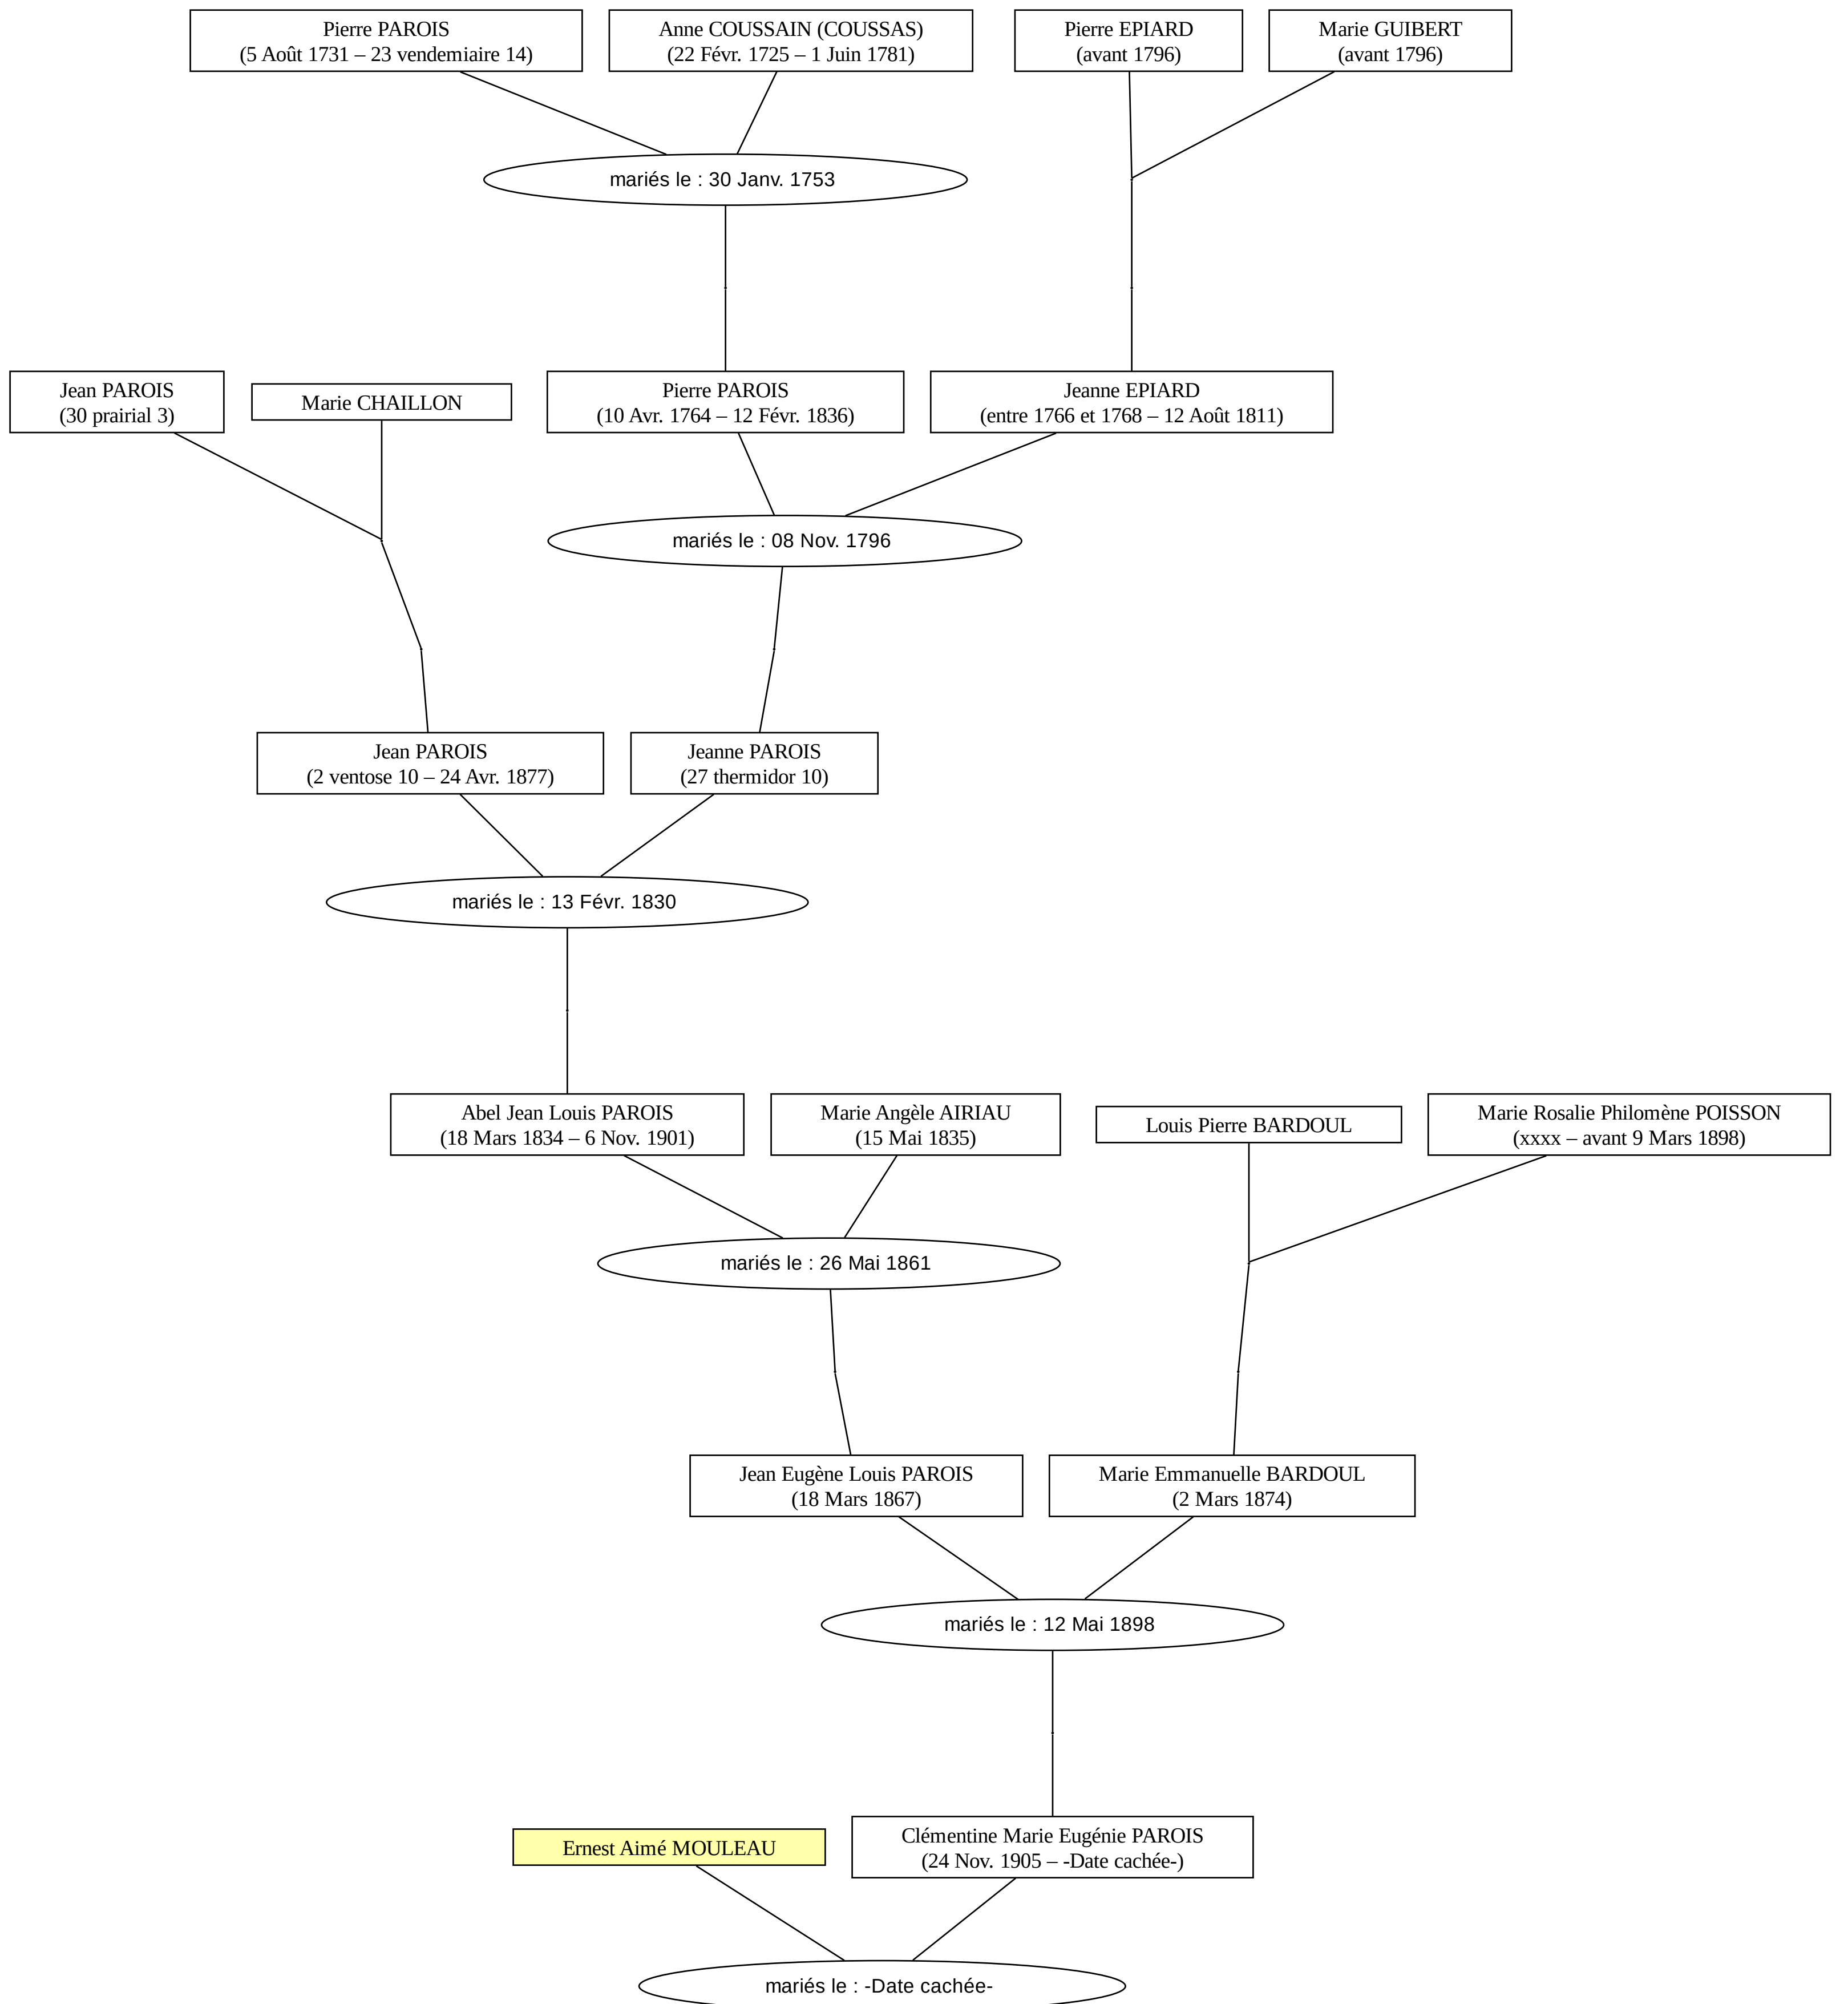 Pierre PAROIS
(5 Août 1731 – 23 vendemiaire 14)
Anne COUSSAIN (COUSSAS)
(22 Févr. 1725 – 1 Juin 1781)
Pierre EPIARD
(avant 1796)
Marie GUIBERT
(avant 1796)
mariés le : 30 Janv. 1753
Jean PAROIS
(30 prairial 3)
Marie CHAILLON
Pierre PAROIS
(10 Avr. 1764 – 12 Févr. 1836)
Jeanne EPIARD
(entre 1766 et 1768 – 12 Août 1811)
mariés le : 08 Nov. 1796
Jean PAROIS
(2 ventose 10 – 24 Avr. 1877)
Jeanne PAROIS
(27 thermidor 10)
mariés le : 13 Févr. 1830
Abel Jean Louis PAROIS
(18 Mars 1834 – 6 Nov. 1901)
Marie Angèle AIRIAU
(15 Mai 1835)
Louis Pierre BARDOUL
Marie Rosalie Philomène POISSON
(xxxx – avant 9 Mars 1898)
mariés le : 26 Mai 1861
Jean Eugène Louis PAROIS
(18 Mars 1867)
Marie Emmanuelle BARDOUL
(2 Mars 1874)
mariés le : 12 Mai 1898
Ernest Aimé MOULEAU
Clémentine Marie Eugénie PAROIS
(24 Nov. 1905 – -Date cachée-)
mariés le : -Date cachée-